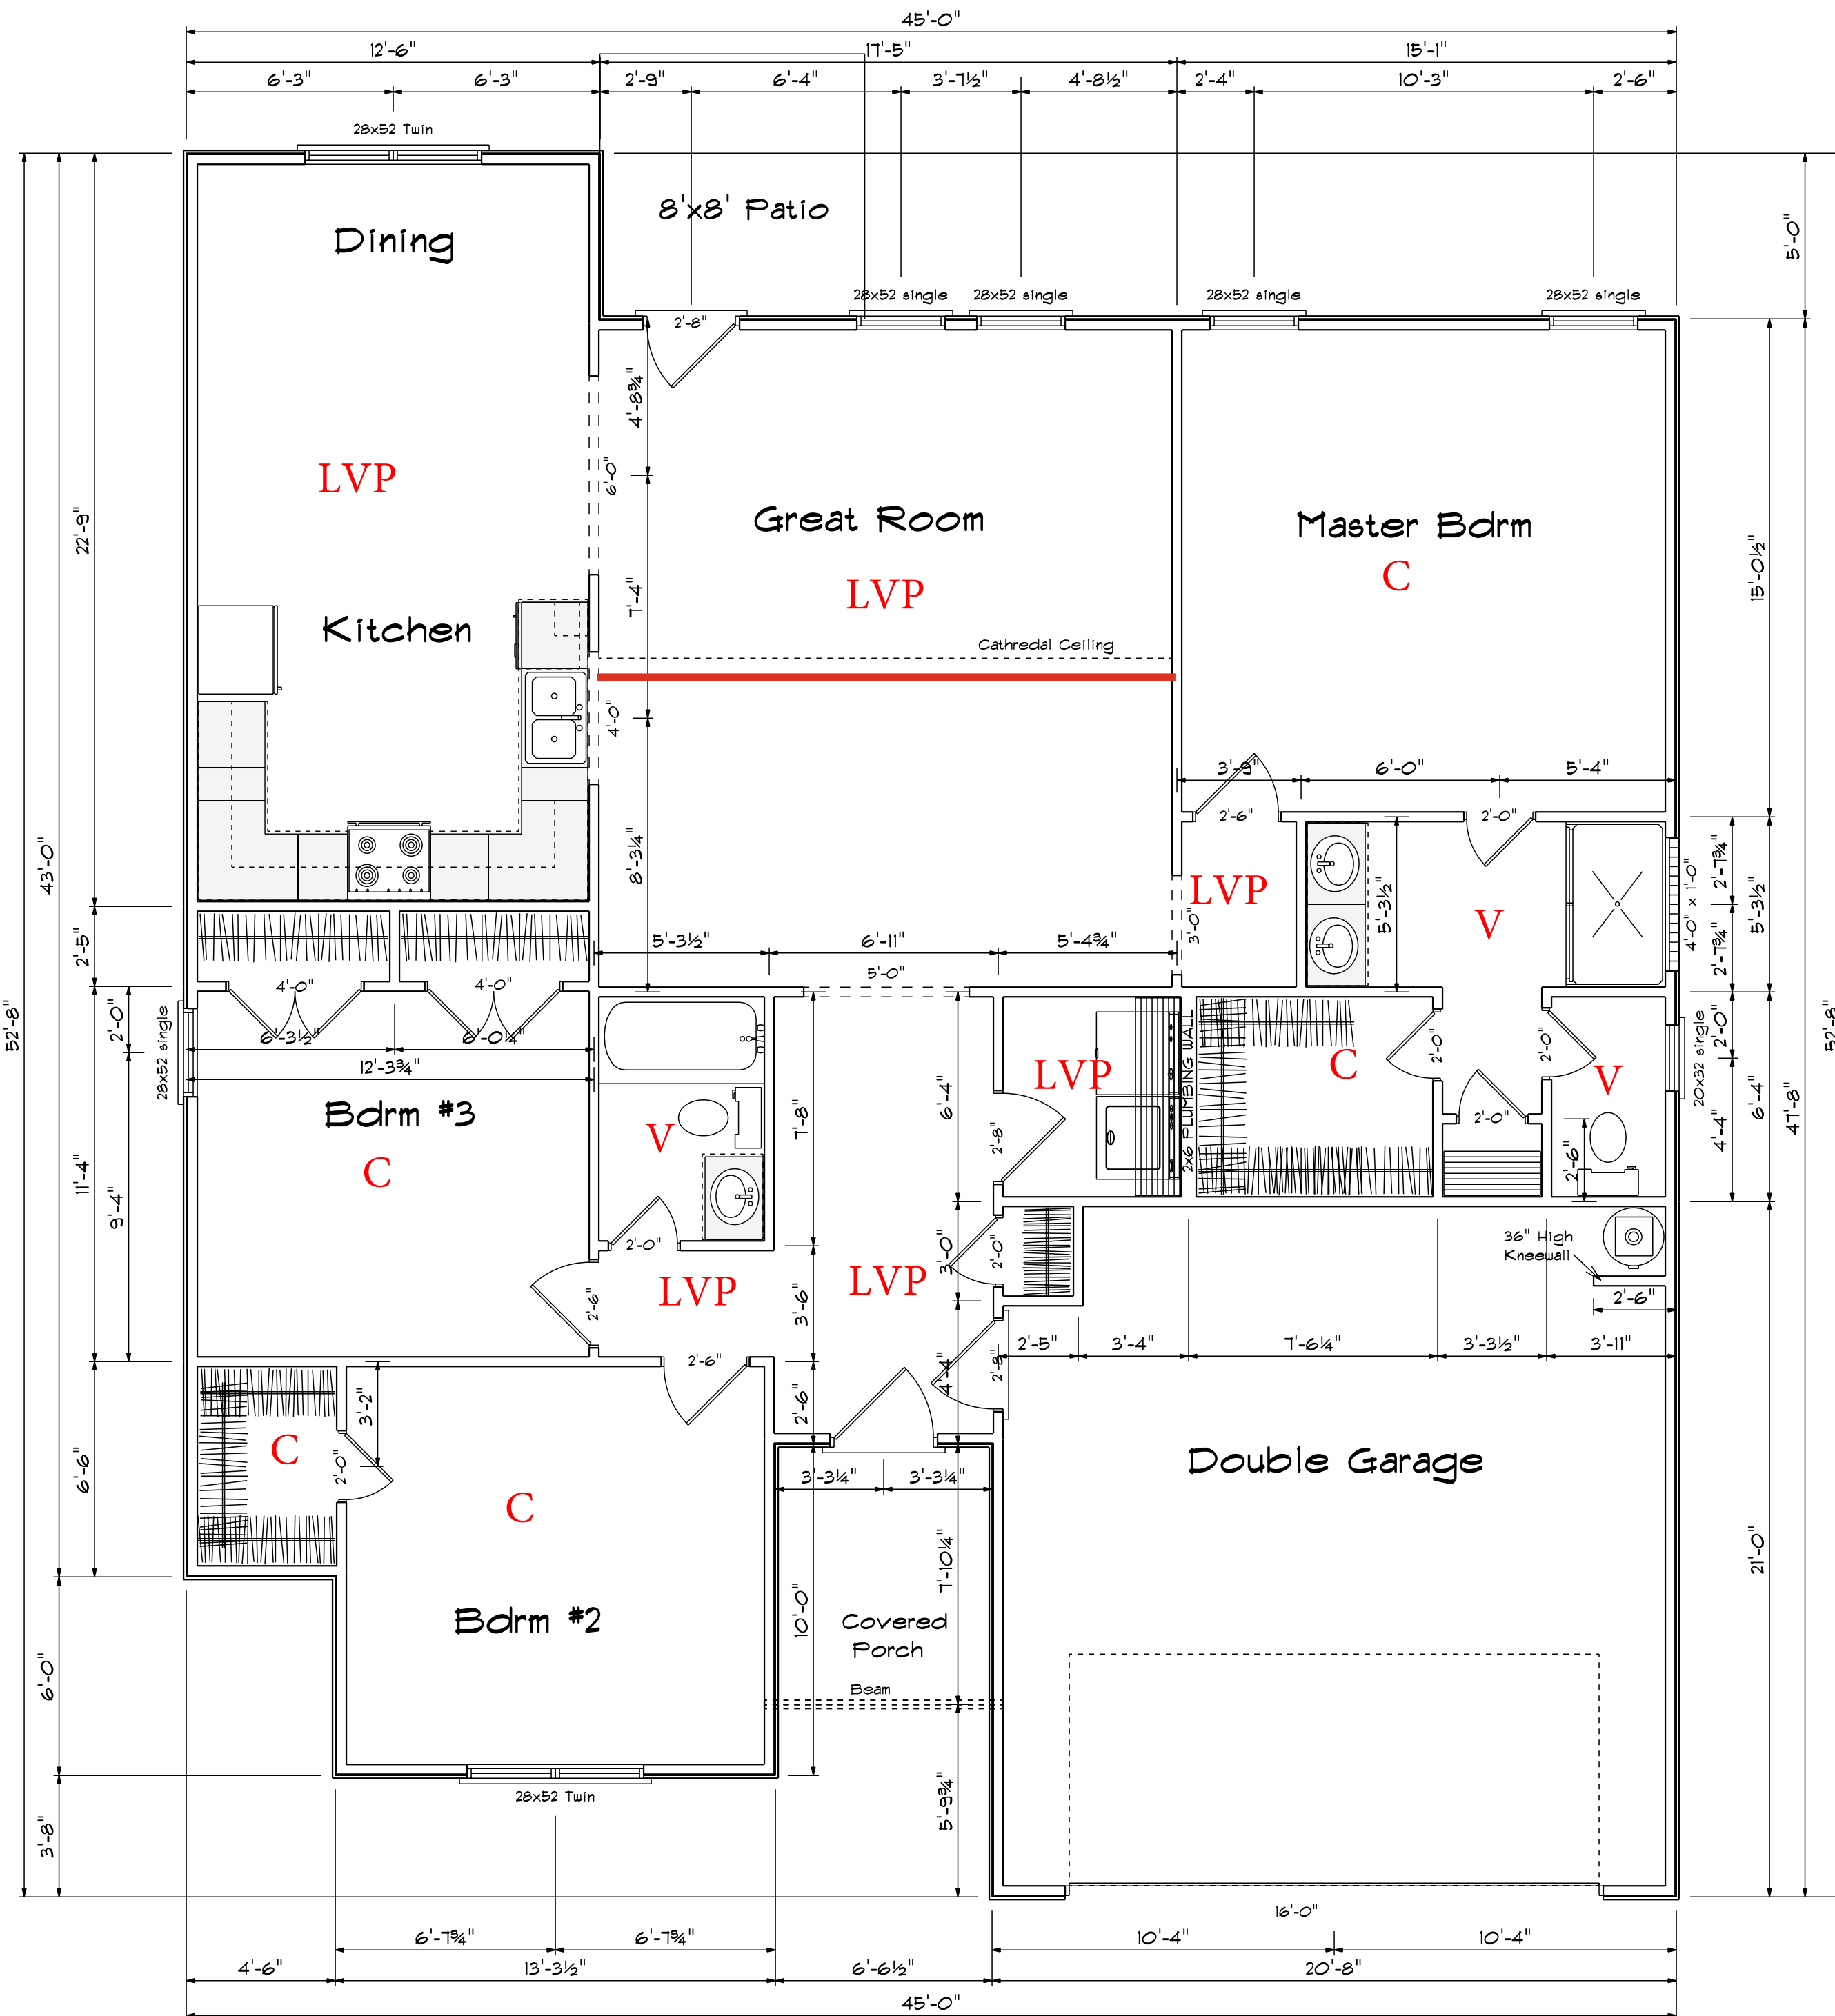 45'-0"
12'-6" 17'-5" 15'-1"
6'-3" 6'-3" 2'-9" 6'-4" 3'-7½" 4'-8½" 2'-4" 10'-3" 2'-6"
28x52 Twin
8'x8' Patio
Dining
5'-0"
28x52 single 28x52 single 28x52 single 28x52 single
2'-8"
4'-8¾"
6'-0"
LVP
Great Room
Master Bdrm
C
22'-9"
15'-0½"
LVP
7'-4"
Kitchen
Cathredal Ceiling
4'-0"
3'-9" 6'-0" 5'-4"
2'-6" 2'-0"
43'-0"
8'-3¼"
LVP
5'-3½"
V
4'-0" x 1'-0"
2'-7¾"
2'-7¾"
5'-3½"
3'-0"
5'-3½" 6'-11" 5'-4¾"
5'-0"
2'-5"
4'-0" 4'-0"
6'-3½" 6'-0¼"
12'-3¾"
52'-8"
2'-0"
28x52 single
Bdrm #3
C
11'-4"
9'-4"
V
7'-8"
6'-4"
LVP
2'-8"
2x6 PLUMBING WALL
C
2'-0"
2'-0"
2'-0"
V
2'-6"
20x32 single
2'-0"
4'-4"
6'-4"
47'-8"
52'-8"
2'-0"
LVP
2'-6"
3'-6"
LVP
3'-0"
2'-0"
36" High
Kneewall
2'-6"
2'-6"
2'-5" 3'-4" 7'-6¼" 3'-3½" 3'-11"
4'-4"
2'-8"
2'-6"
3'-2"
C
2'-0"
6'-6"
C
3'-3¼" 3'-3¼"
Double Garage
7'-10¼"
21'-0"
10'-0"
Bdrm #2
Covered
Porch
Beam
6'-0"
28x52 Twin
5'-9¾"
3'-8"
16'-0"
6'-7¾" 6'-7¾" 10'-4" 10'-4"
4'-6" 13'-3½" 6'-6½" 20'-8"
45'-0"